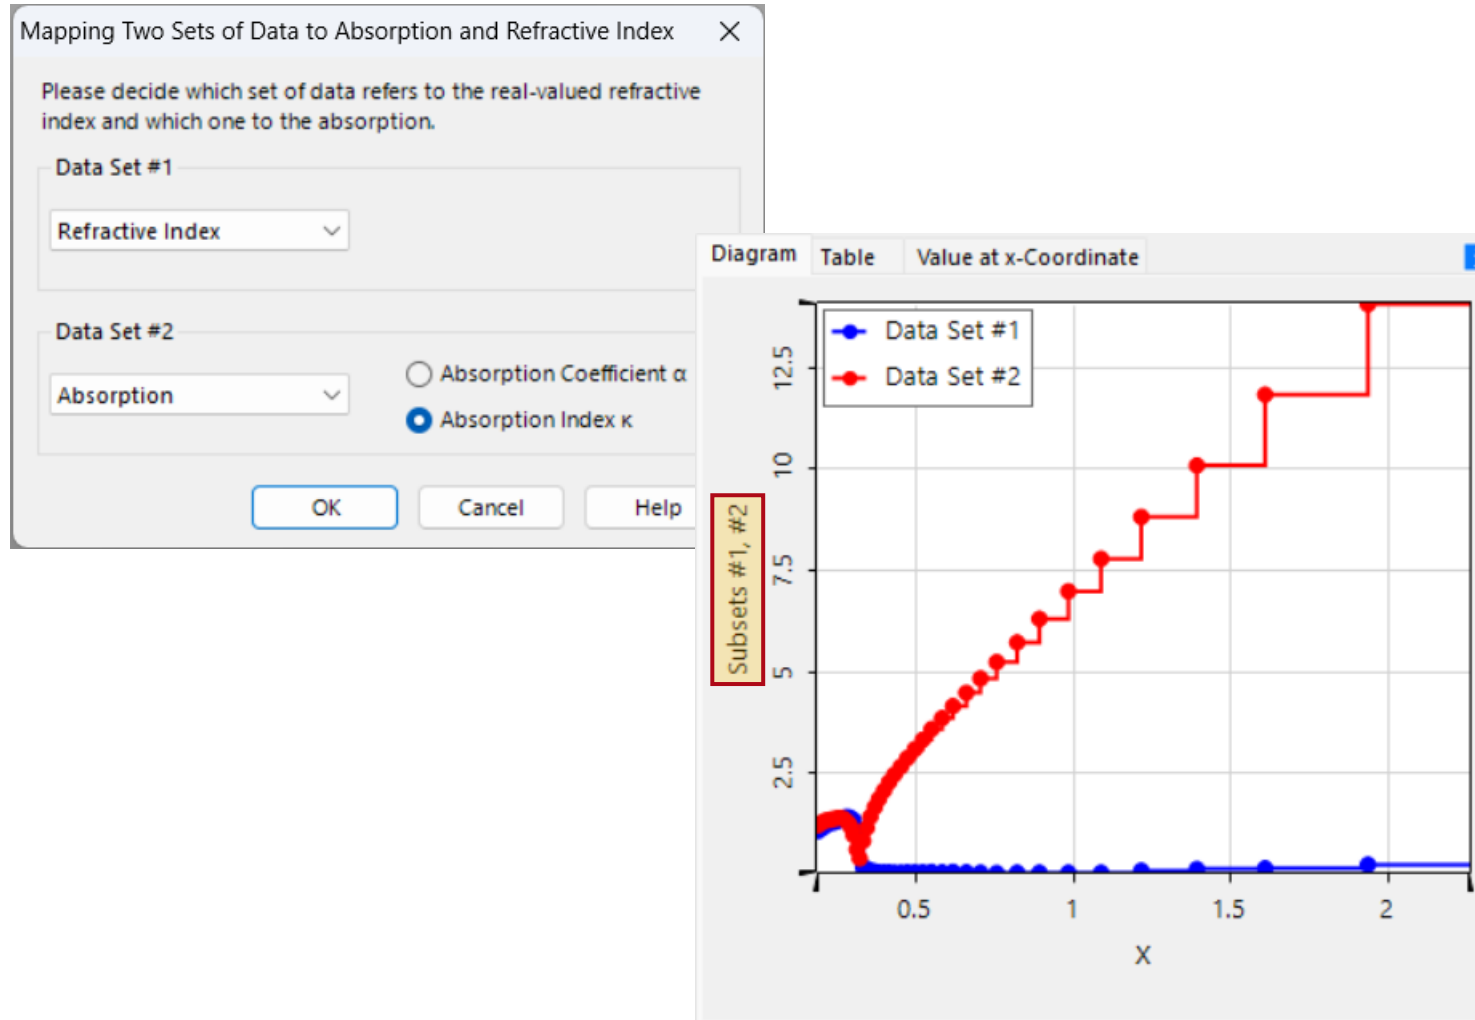 Mapping Two Sets of Data to Absorption and Refractive Index
Please decide which set of data refers to the real-valued refractive
index and which one to the absorption.
Data Set #1
Refractive Index
Data Set #2
Absorption
Absorption Coefficient α
Absorption Index κ
OK
Cancel
Help
Diagram
Table
Value at x-Coordinate
Data Set #1
Data Set #2
Subsets #1, #2
12.5
10
7.5
5
2.5
0.5
1
1.5
2
X